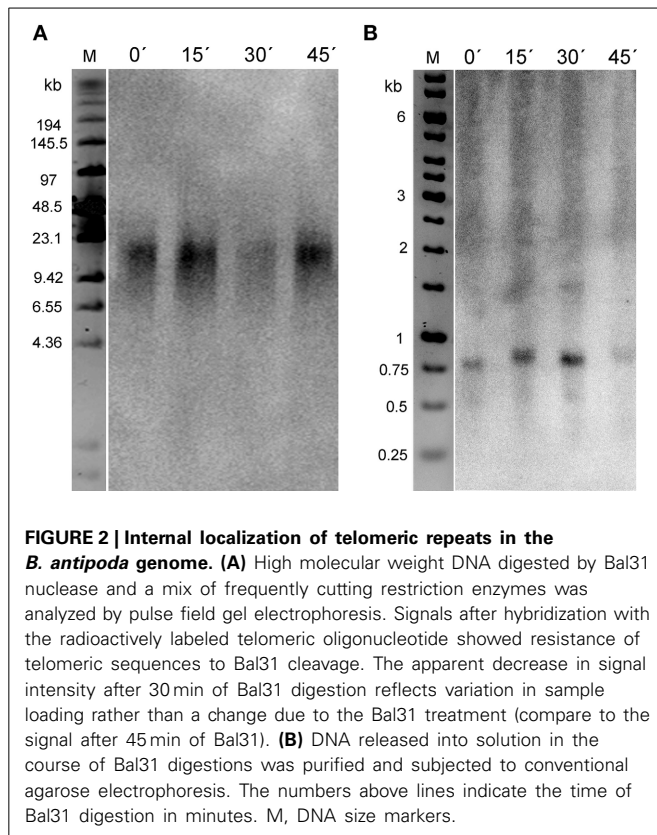 A
B
M 0´ 15´ 30´ 45´
kb
194
145.5
97
48.5
23.1
9.42
6.55
4.36
M 0´ 15´ 30´ 45´
kb
6
3
2
1
0.75
0.5
0.25
FIGURE 2 | Internal localization of telomeric repeats in the
B. antipoda genome. (A) High molecular weight DNA digested by Bal31
nuclease and a mix of frequently cutting restriction enzymes was
analyzed by pulse field gel electrophoresis. Signals after hybridization with
the radioactively labeled telomeric oligonucleotide showed resistance of
telomeric sequences to Bal31 cleavage. The apparent decrease in signal
intensity after 30 min of Bal31 digestion reflects variation in sample
loading rather than a change due to the Bal31 treatment (compare to the
signal after 45 min of Bal31). (B) DNA released into solution in the
course of Bal31 digestions was purified and subjected to conventional
agarose electrophoresis. The numbers above lines indicate the time of
Bal31 digestion in minutes. M, DNA size markers.